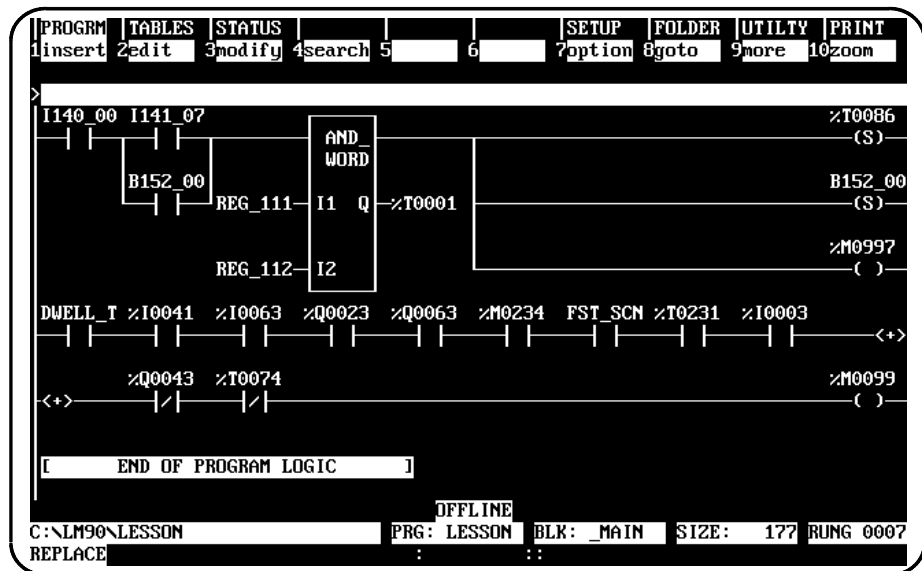 PROGRM TABLES STATUS SETUP FOLDER UTILTY PRINT
1insert 2edit 3modify 4search 5 6 7option 8goto 9more 10zoom
>
I140_00 I141_07 %T0086
AND_ (S)
WORD
B152_00 B152_00
REG_111 I1 Q %T0001 (S)
%M0997
REG_112 I2 ( )
DWELL_T %I0041 %I0063 %Q0023 %Q0063 %M0234 FST_SCN %T0231 %I0003
<+>
%Q0043 %T0074 %M0099
<+> ( )
[ END OF PROGRAM LOGIC ]
OFFLINE
C:\LM90\LESSON PRG: LESSON BLK: _MAIN SIZE: 177 RUNG 0007
REPLACE : ::